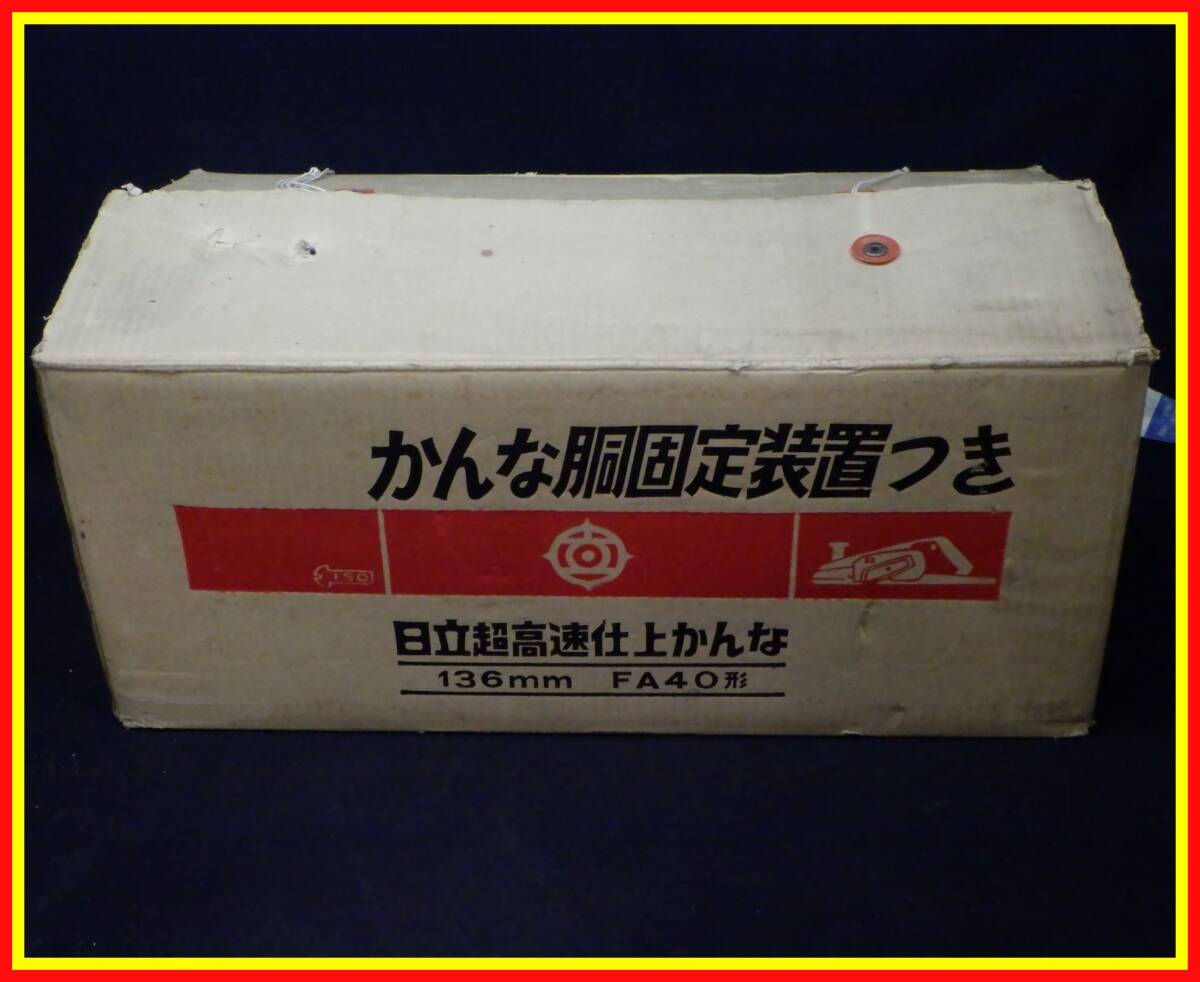 かんな胴固定装置つき
ISO
日立超高速仕上かんな
136mm FA40形